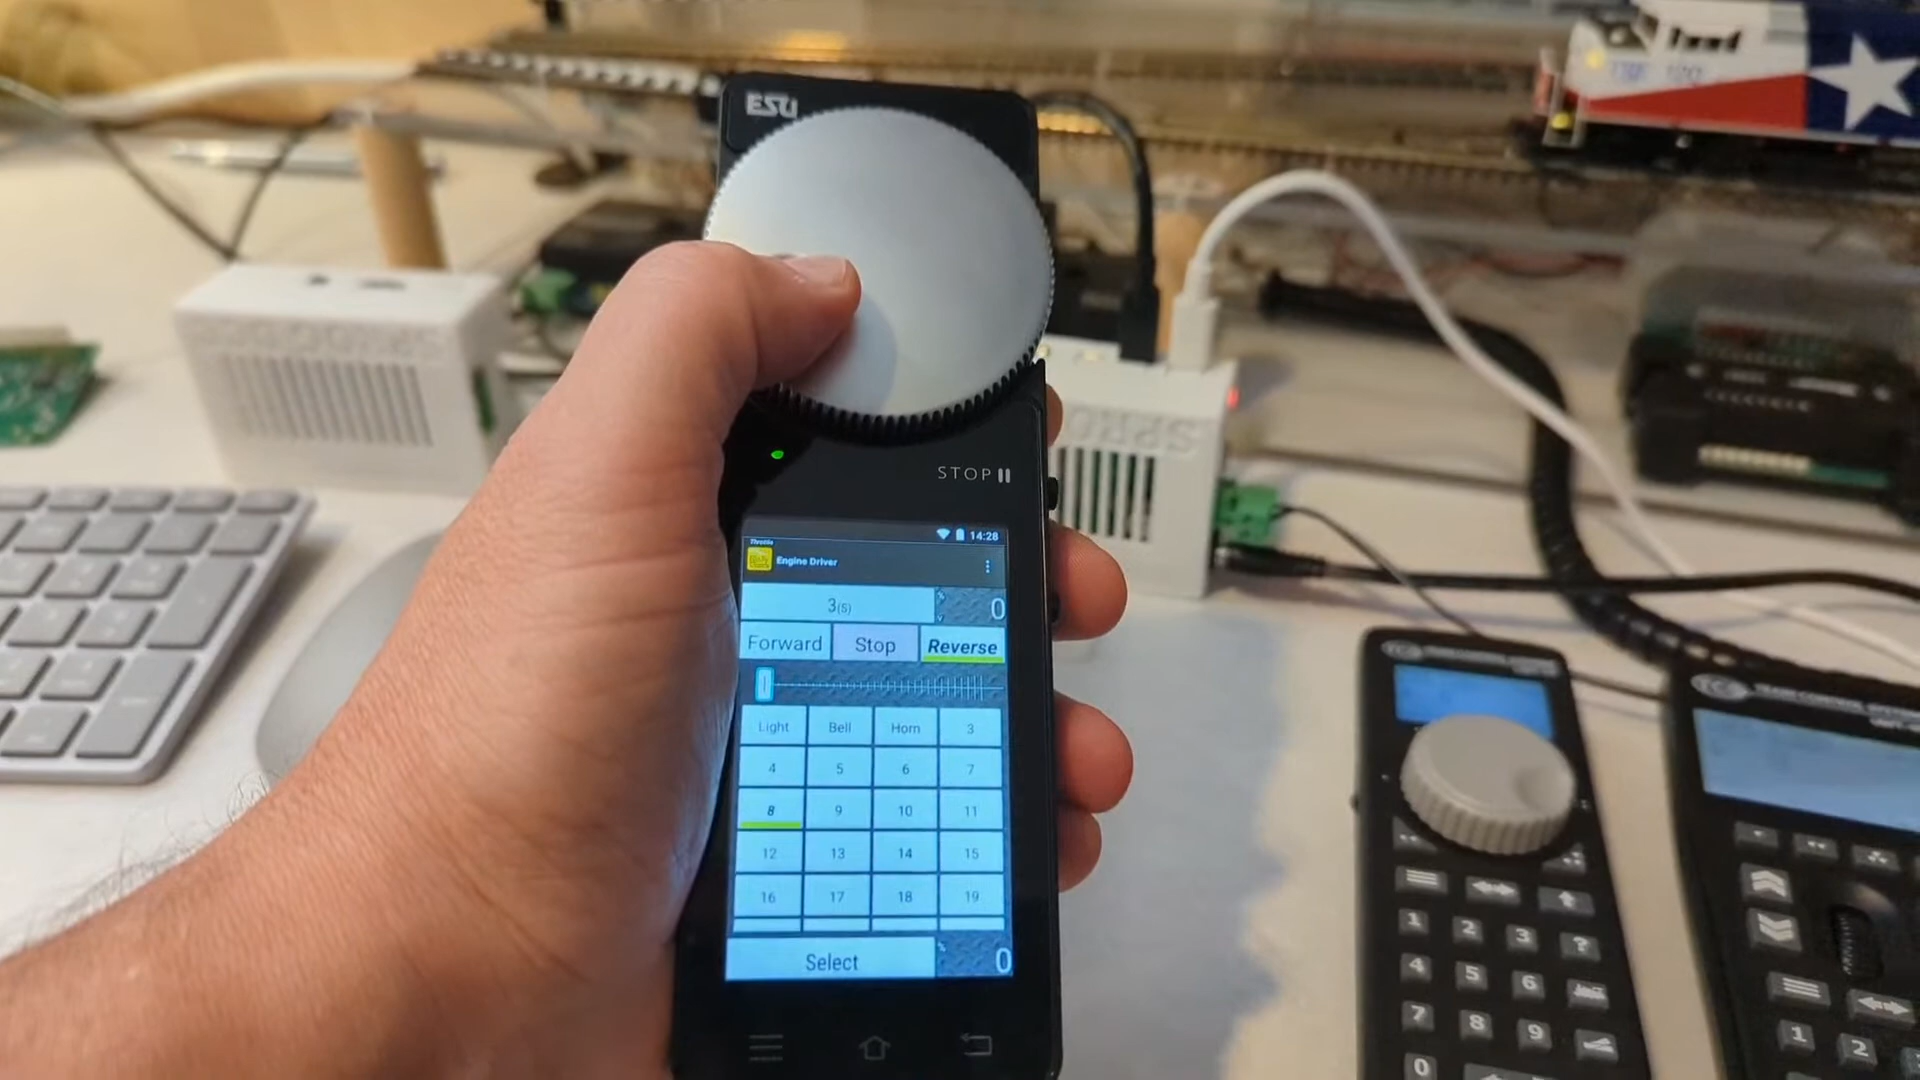 ESU
STOP
14:28
Throttle
Engine Driver
3(S)
0
Forward
Stop
Reverse
Light
Bell
Horn
3
4
5
6
7
8
9
10
11
12
13
14
15
16
17
18
19
Select
0
SPROG
1
2
3
?
4
5
6
7
8
9
0
1
2